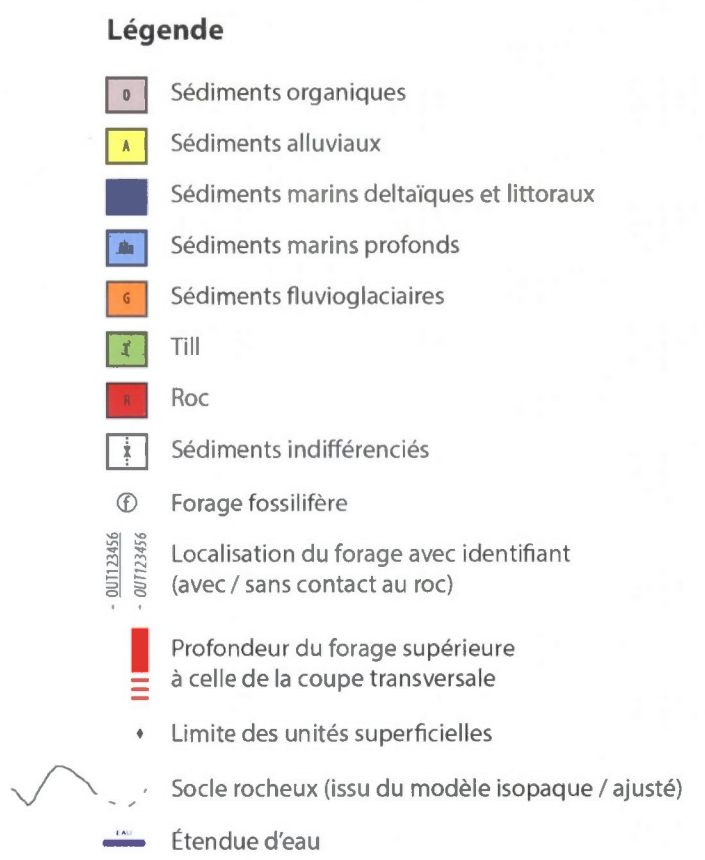 Légende
O Sédiments organiques
A Sédiments alluviaux
Sédiments marins deltaïques et littoraux
Sédiments marins profonds
G Sédiments fluvioglaciaires
Till
R Roc
x Sédiments indifférenciés
f Forage fossilifère
- OUT123456
- OUT123456
Localisation du forage avec identifiant
(avec / sans contact au roc)
Profondeur du forage supérieure
à celle de la coupe transversale
Limite des unités superficielles
Socle rocheux (issu du modèle isopaque / ajusté)
EAU Étendue d'eau